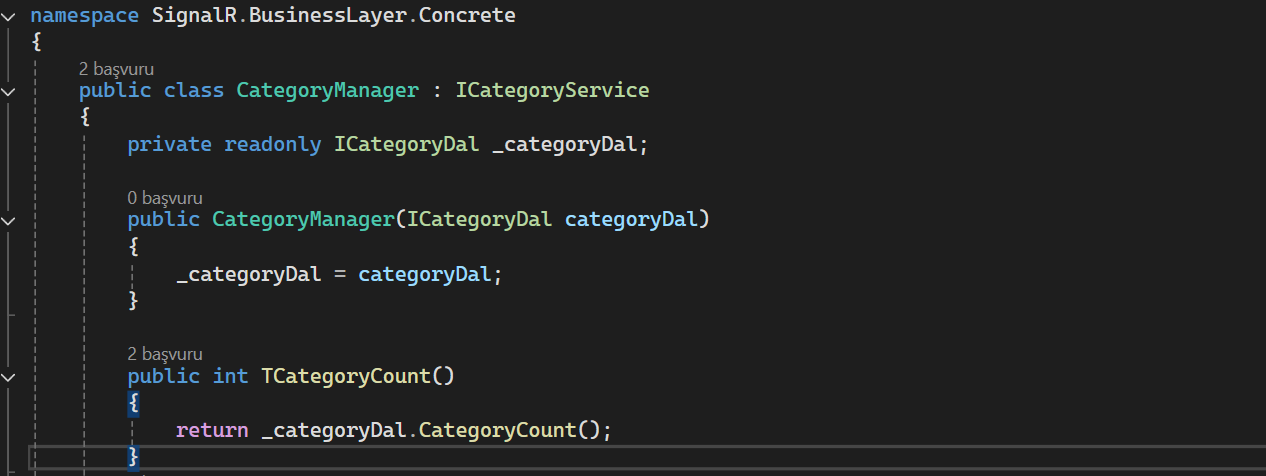 namespace SignalR.BusinessLayer.Concrete
{
2 başvuru
public class CategoryManager : ICategoryService
{
private readonly ICategoryDal _categoryDal;
0 başvuru
public CategoryManager(ICategoryDal categoryDal)
{
_categoryDal = categoryDal;
}
2 başvuru
public int TCategoryCount()
{
return _categoryDal.CategoryCount();
}